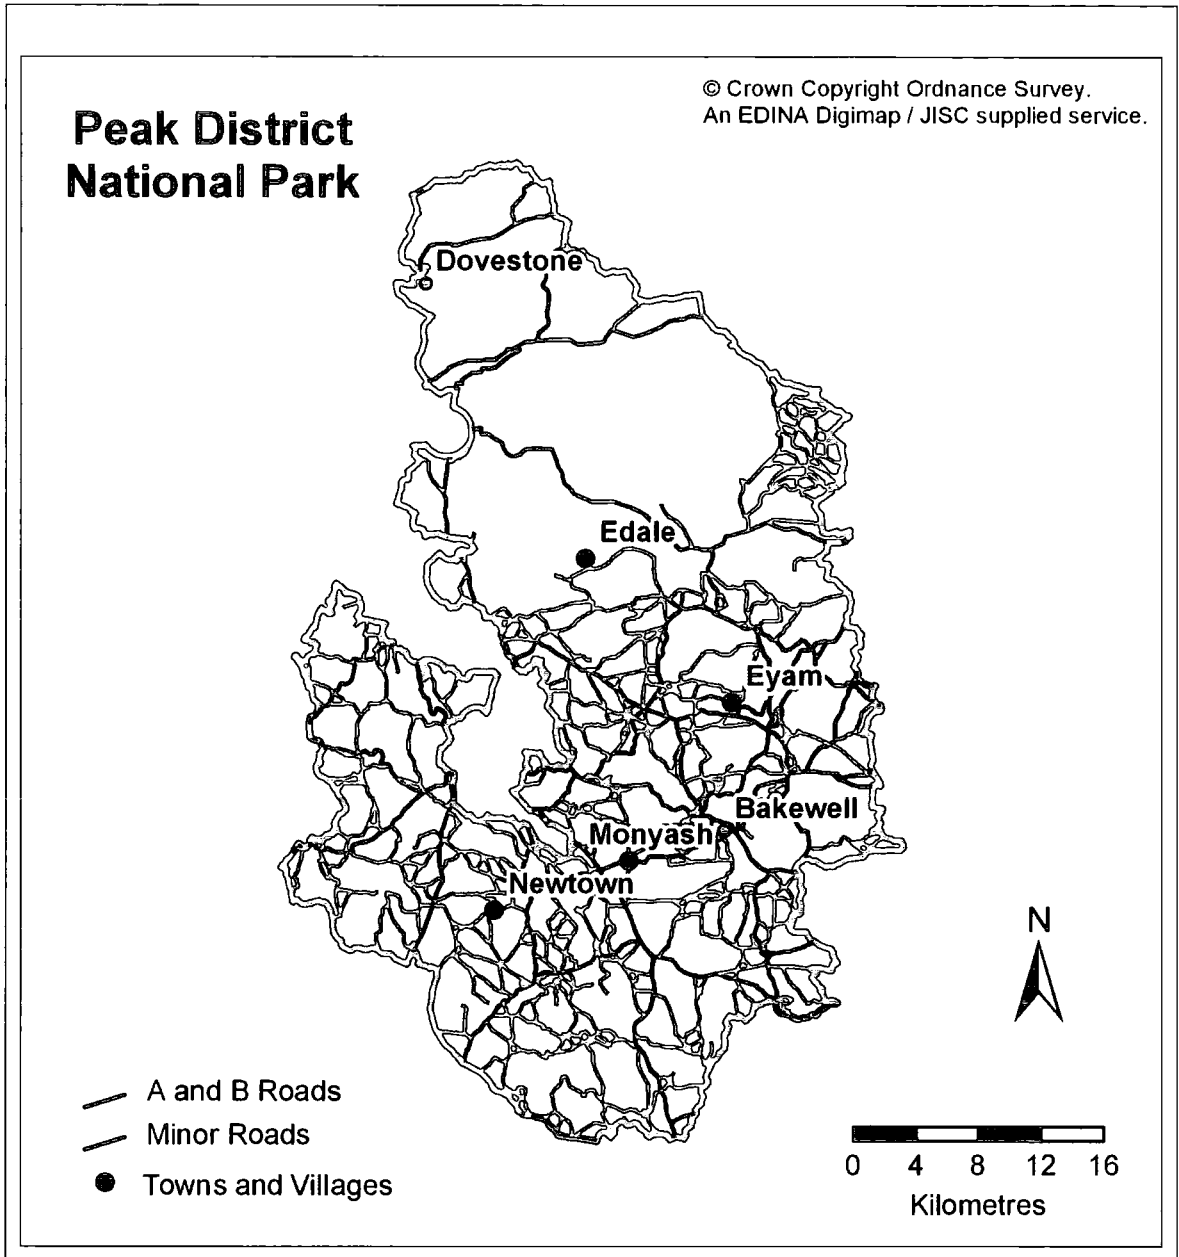 Peak District
National Park
© Crown Copyright Ordnance Survey.
An EDINA Digimap / JISC supplied service.
Dovestone
Edale
Eyam
Bakewell
Monyash
Newtown
N
A and B Roads
Minor Roads
Towns and Villages
0 4 8 12 16
Kilometres